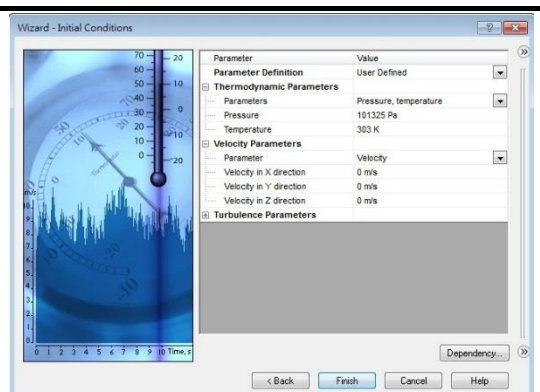 Wizard - Initial Conditions
Parameter Value
Parameter Definition User Defined
Thermodynamic Parameters
Parameters Pressure, temperature
Pressure 101325 Pa
Temperature 303 K
Velocity Parameters
Parameter Velocity
Velocity in X direction 0 m/s
Velocity in Y direction 0 m/s
Velocity in Z direction 0 m/s
Turbulence Parameters
70 20
60
50 10
40
30 0
20
10 10
0
20
m/s
10
9
8
7
6
5
4
3
2
1
0
0 1 2 3 4 5 6 7 8 9 10 Time, s
Dependency...
< Back Finish Cancel Help